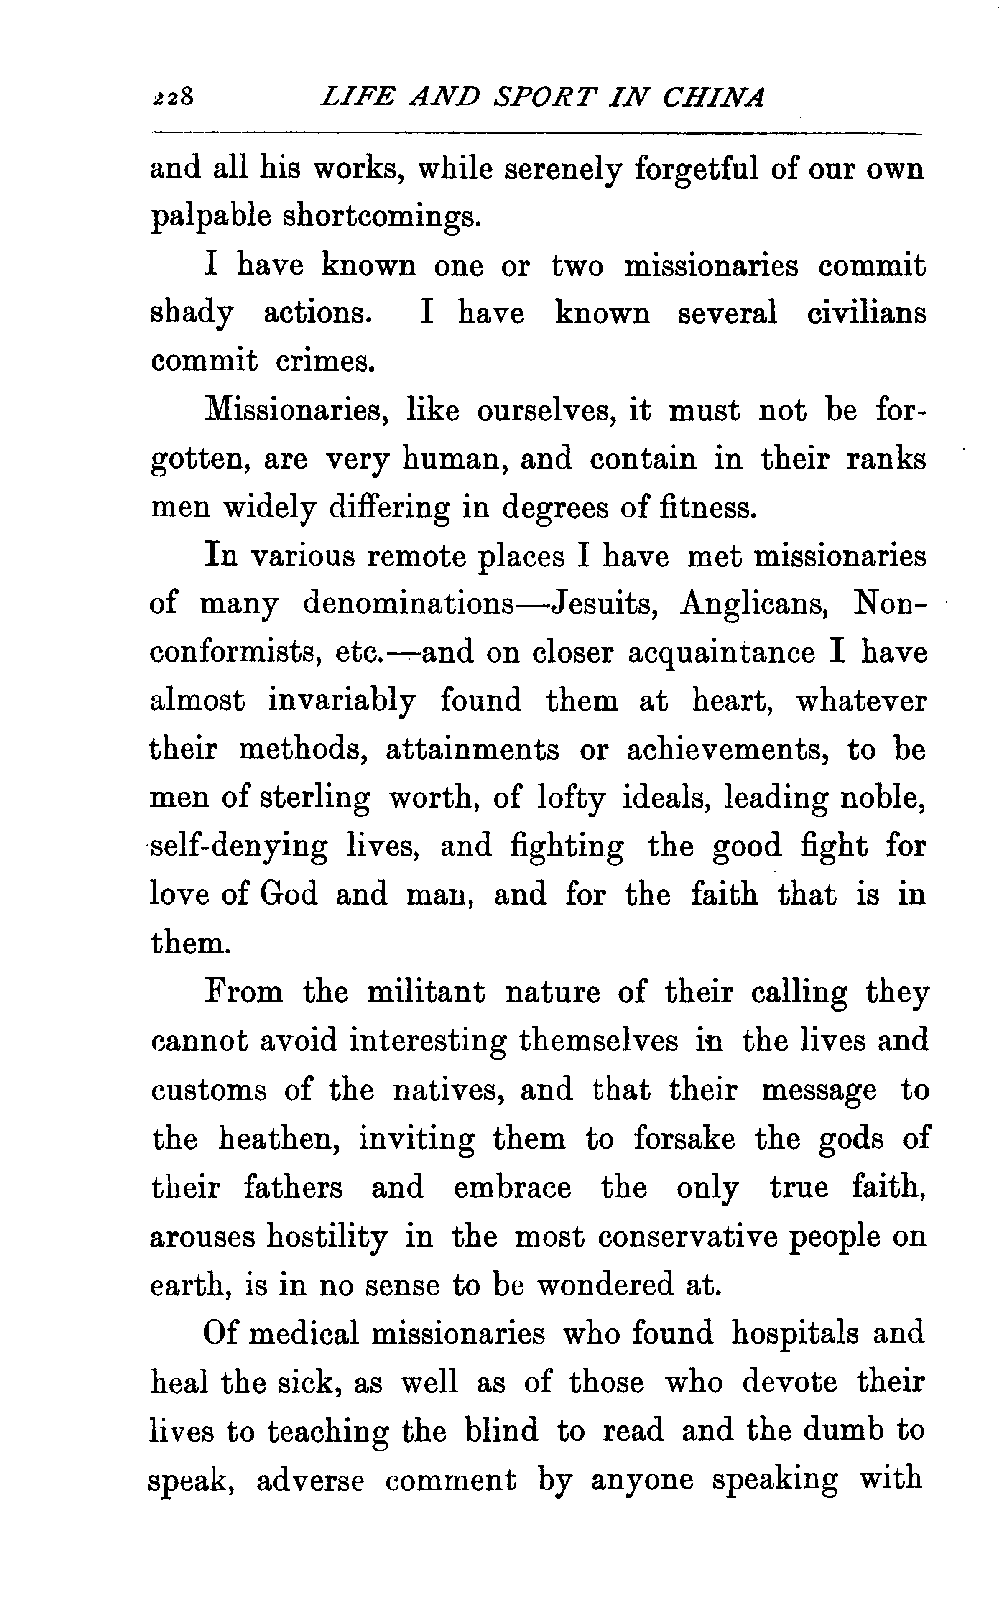 228 LIFE AND SPORT IN CHINA
and all his works, while serenely forgetful of our own
palpable shortcomings.
I have known one or two missionaries commit
shady actions. I have known several civilians
commit crimes.
Missionaries, like ourselves, it must not be for-
gotten, are very human, and contain in their ranks
men widely differing in degrees of fitness.
In various remote places I have met missionaries
of many denominations—Jesuits, Anglicans, Non-
conformists, etc.—and on closer acquaintance I have
almost invariably found them at heart, whatever
their methods, attainments or achievements, to be
men of sterling worth, of lofty ideals, leading noble,
self-denying lives, and fighting the good fight for
love of God and man, and for the faith that is in
them.
From the militant nature of their calling they
cannot avoid interesting themselves in the lives and
customs of the natives, and that their message to
the heathen, inviting them to forsake the gods of
their fathers and embrace the only true faith,
arouses hostility in the most conservative people on
earth, is in no sense to be wondered at.
Of medical missionaries who found hospitals and
heal the sick, as well as of those who devote their
lives to teaching the blind to read and the dumb to
speak, adverse comment by anyone speaking with